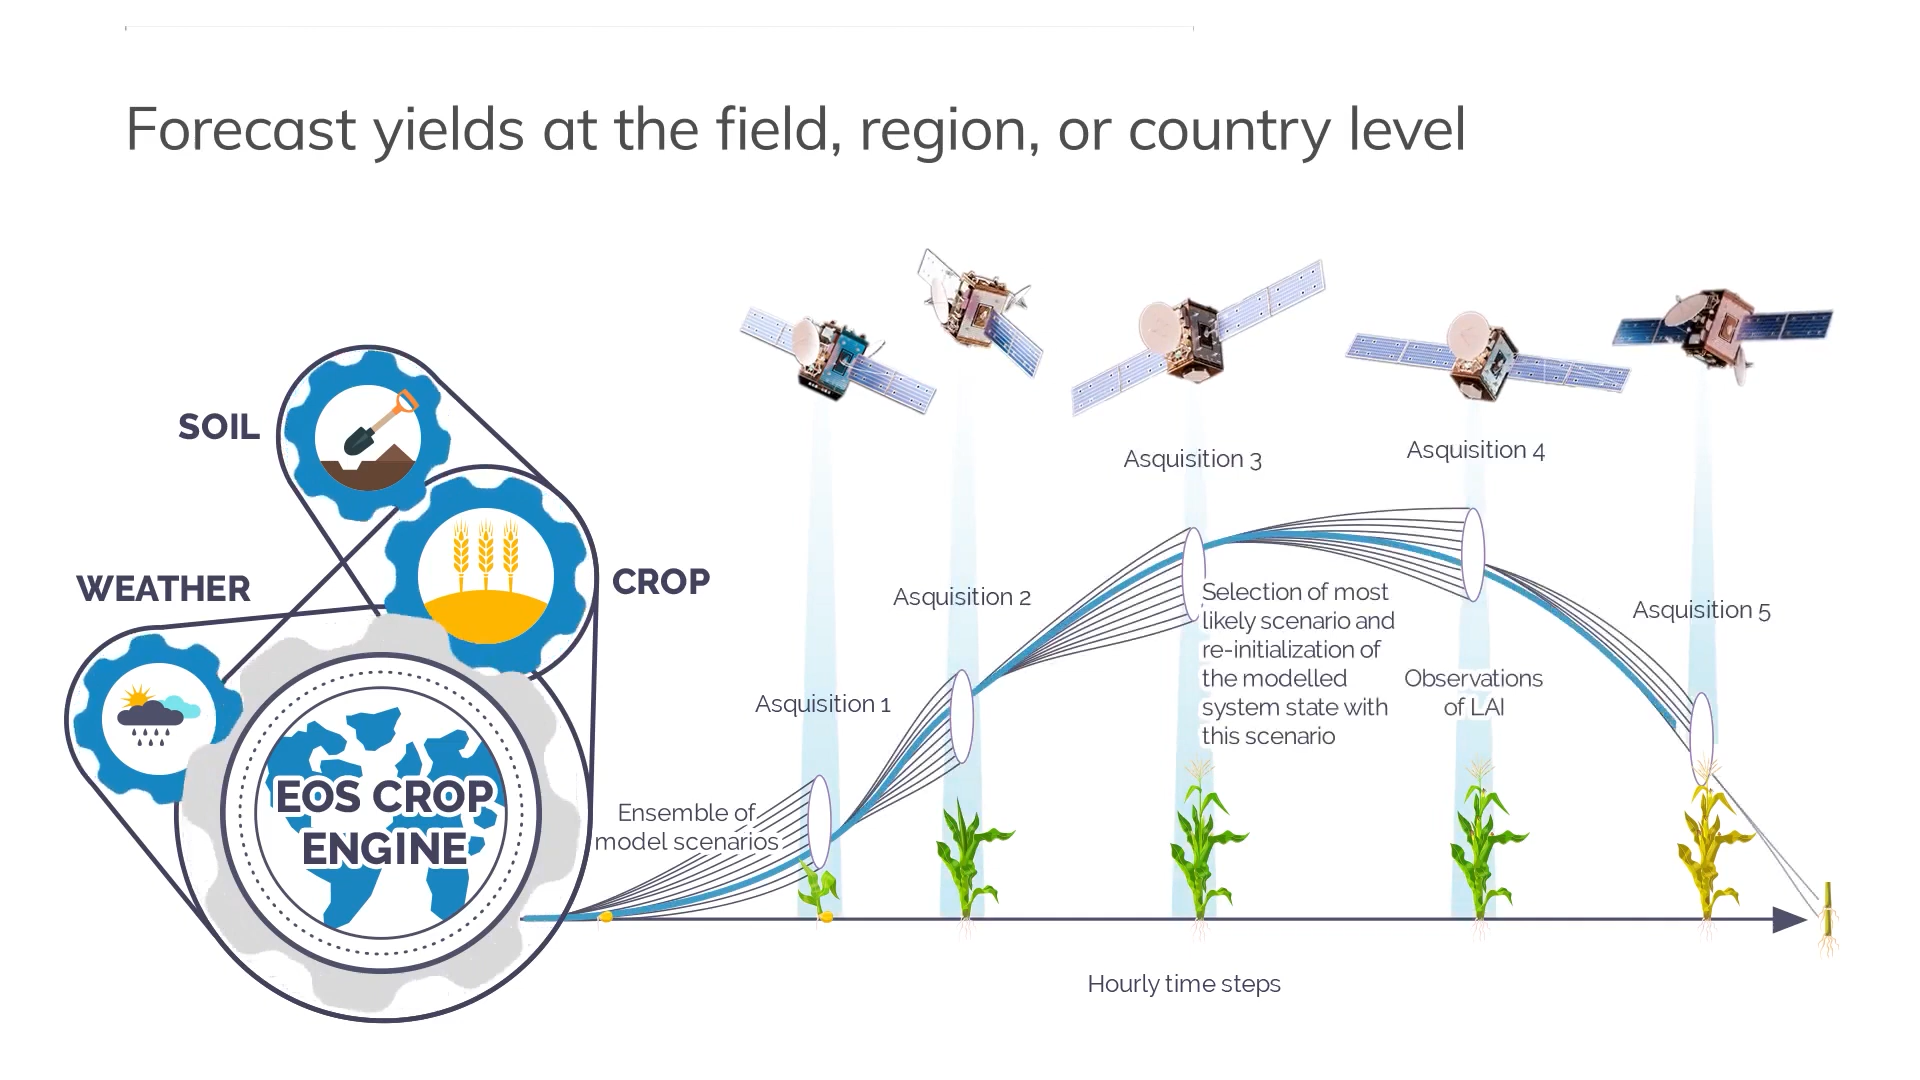 Forecast yields at the field, region, or country level
SOIL
WEATHER
CROP
EOS CROP
ENGINE
Ensemble of
model scenarios
Asquisition 1
Asquisition 2
Asquisition 3
Selection of most
likely scenario and
re-initialization of
the modelled
system state with
this scenario
Asquisition 4
Observations
of LAI
Asquisition 5
Hourly time steps